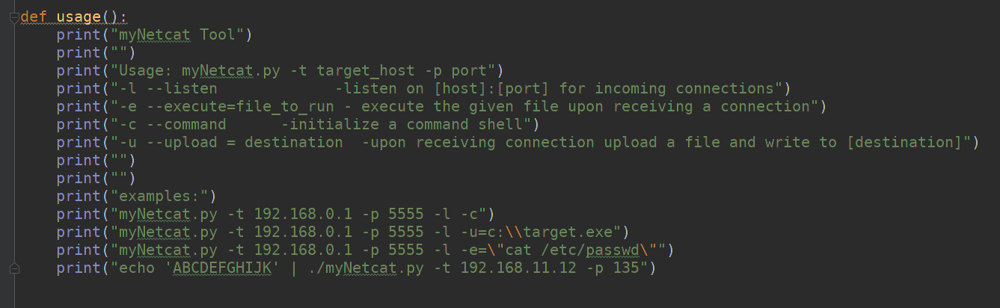 def usage():
    print("myNetcat Tool")
    print("")
    print("Usage: myNetcat.py -t target_host -p port")
    print("-l --listen             -listen on [host]:[port] for incoming connections")
    print("-e --execute=file_to_run - execute the given file upon receiving a connection")
    print("-c --command      -initialize a command shell")
    print("-u --upload = destination  -upon receiving connection upload a file and write to [destination]")
    print("")
    print("")
    print("examples:")
    print("myNetcat.py -t 192.168.0.1 -p 5555 -l -c")
    print("myNetcat.py -t 192.168.0.1 -p 5555 -l -u=c:\\target.exe")
    print("myNetcat.py -t 192.168.0.1 -p 5555 -l -e=\"cat /etc/passwd\"")
    print("echo 'ABCDEFGHIJK' | ./myNetcat.py -t 192.168.11.12 -p 135")